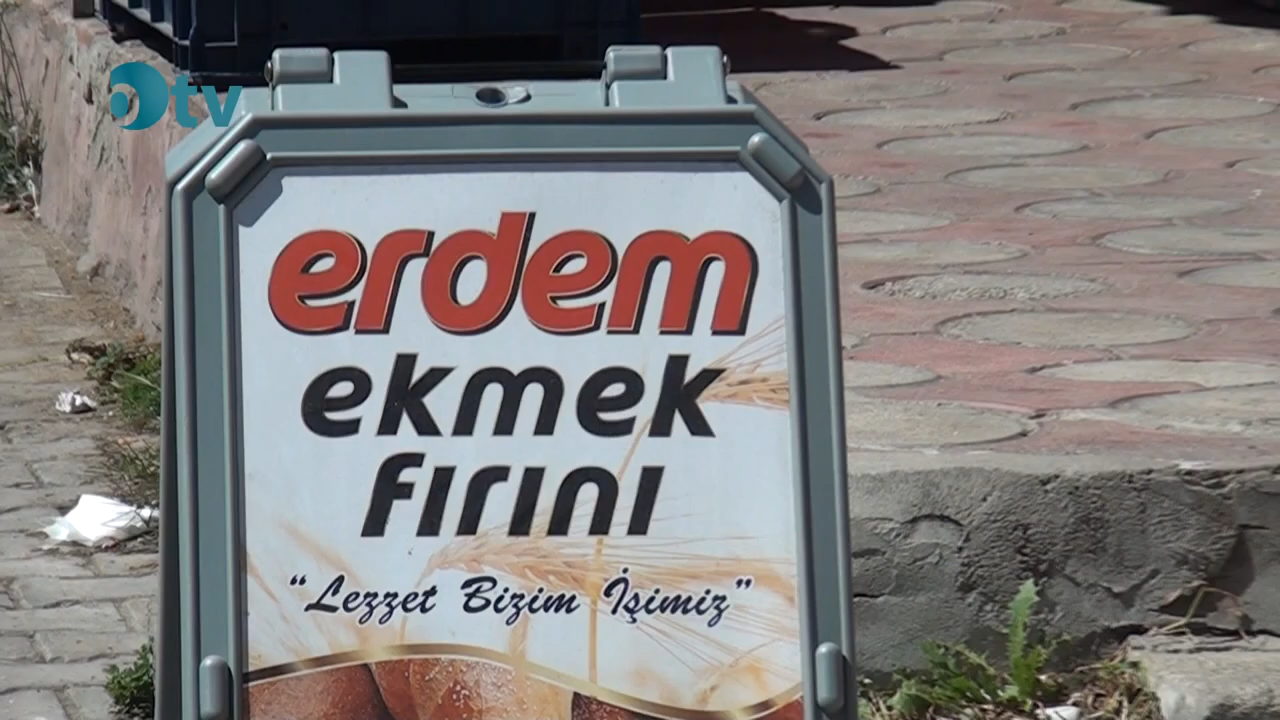 tv
erdem
ekmek
fırını
“Lezzet Bizim İşimiz”